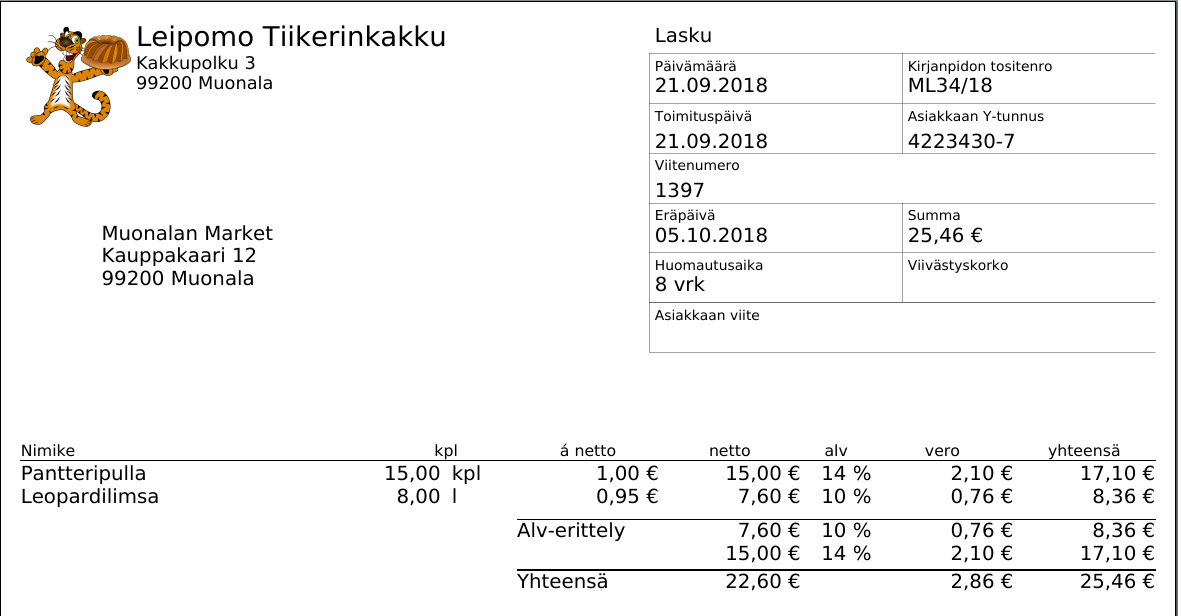 Leipomo Tiikerinkakku
Kakkupolku 3
99200 Muonala
Lasku
Päivämäärä Kirjanpidon tositenro
21.09.2018 ML34/18
Toimituspäivä Asiakkaan Y-tunnus
21.09.2018 4223430-7
Viitenumero
1397
Eräpäivä Summa
05.10.2018 25,46 €
Huomautusaika Viivästyskorko
8 vrk
Asiakkaan viite
Muonalan Market
Kauppakaari 12
99200 Muonala
Nimike kpl á netto netto alv vero yhteensä
Pantteripulla 15,00 kpl 1,00 € 15,00 € 14 % 2,10 € 17,10 €
Leopardilimsa 8,00 l 0,95 € 7,60 € 10 % 0,76 € 8,36 €
Alv-erittely 7,60 € 10 % 0,76 € 8,36 €
15,00 € 14 % 2,10 € 17,10 €
Yhteensä 22,60 € 2,86 € 25,46 €